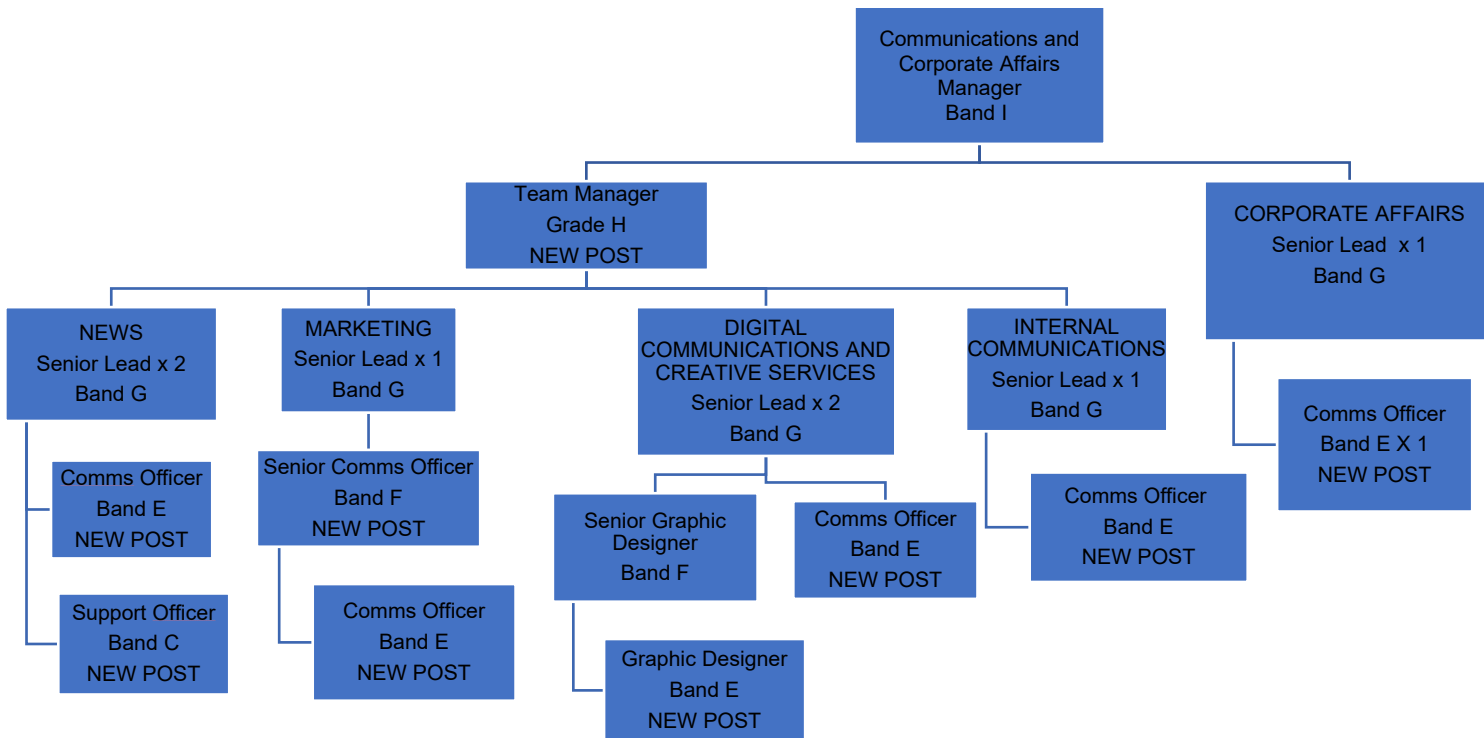 Communications and
Corporate Affairs
Manager
Band I
Team Manager
Grade H
NEW POST
CORPORATE AFFAIRS
Senior Lead x 1
Band G
NEWS
Senior Lead x 2
Band G
MARKETING
Senior Lead x 1
Band G
DIGITAL
COMMUNICATIONS AND
CREATIVE SERVICES
Senior Lead x 2
Band G
INTERNAL
COMMUNICATIONS
Senior Lead x 1
Band G
Comms Officer
Band E X 1
NEW POST
Comms Officer
Band E
NEW POST
Senior Comms Officer
Band F
NEW POST
Senior Graphic
Designer
Band F
Comms Officer
Band E
NEW POST
Comms Officer
Band E
NEW POST
Support Officer
Band C
NEW POST
Comms Officer
Band E
NEW POST
Graphic Designer
Band E
NEW POST